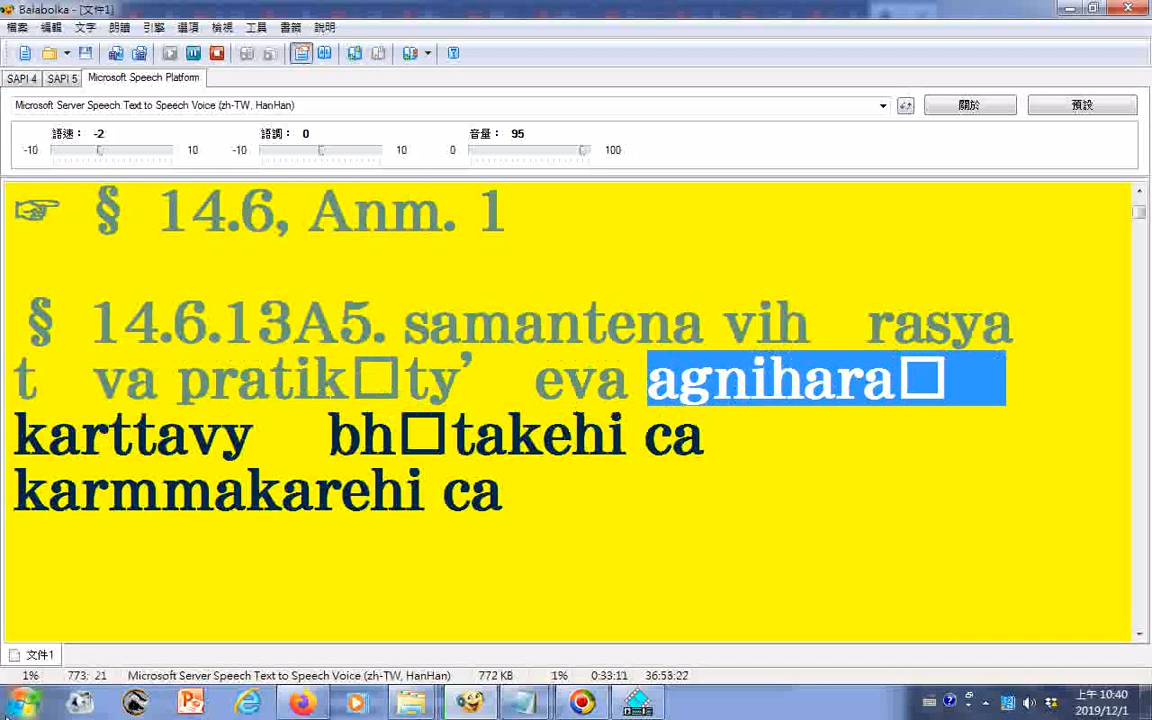 Balabolka - [文件1]
檔案 編輯 文字 朗讀 引擎 選項 檢視 工具 書籤 說明
SAPI 4 SAPI 5 Microsoft Speech Platform
Microsoft Server Speech Text to Speech Voice (zh-TW, HanHan) 關於 預設
語速： -2 語調： 0 音量： 95
-10 10 -10 10 0 100
☞ § 14.6, Anm. 1
§ 14.6.13A5. samantena vih rasya
t va pratik□ty’ eva agnihara□
karttavy bh□takehi ca
karmmakarehi ca
文件1
1% 773: 21 Microsoft Server Speech Text to Speech Voice (zh-TW, HanHan) 772 KB 1% 0:33:11 36:53:22
上午 10:40
2019/12/1